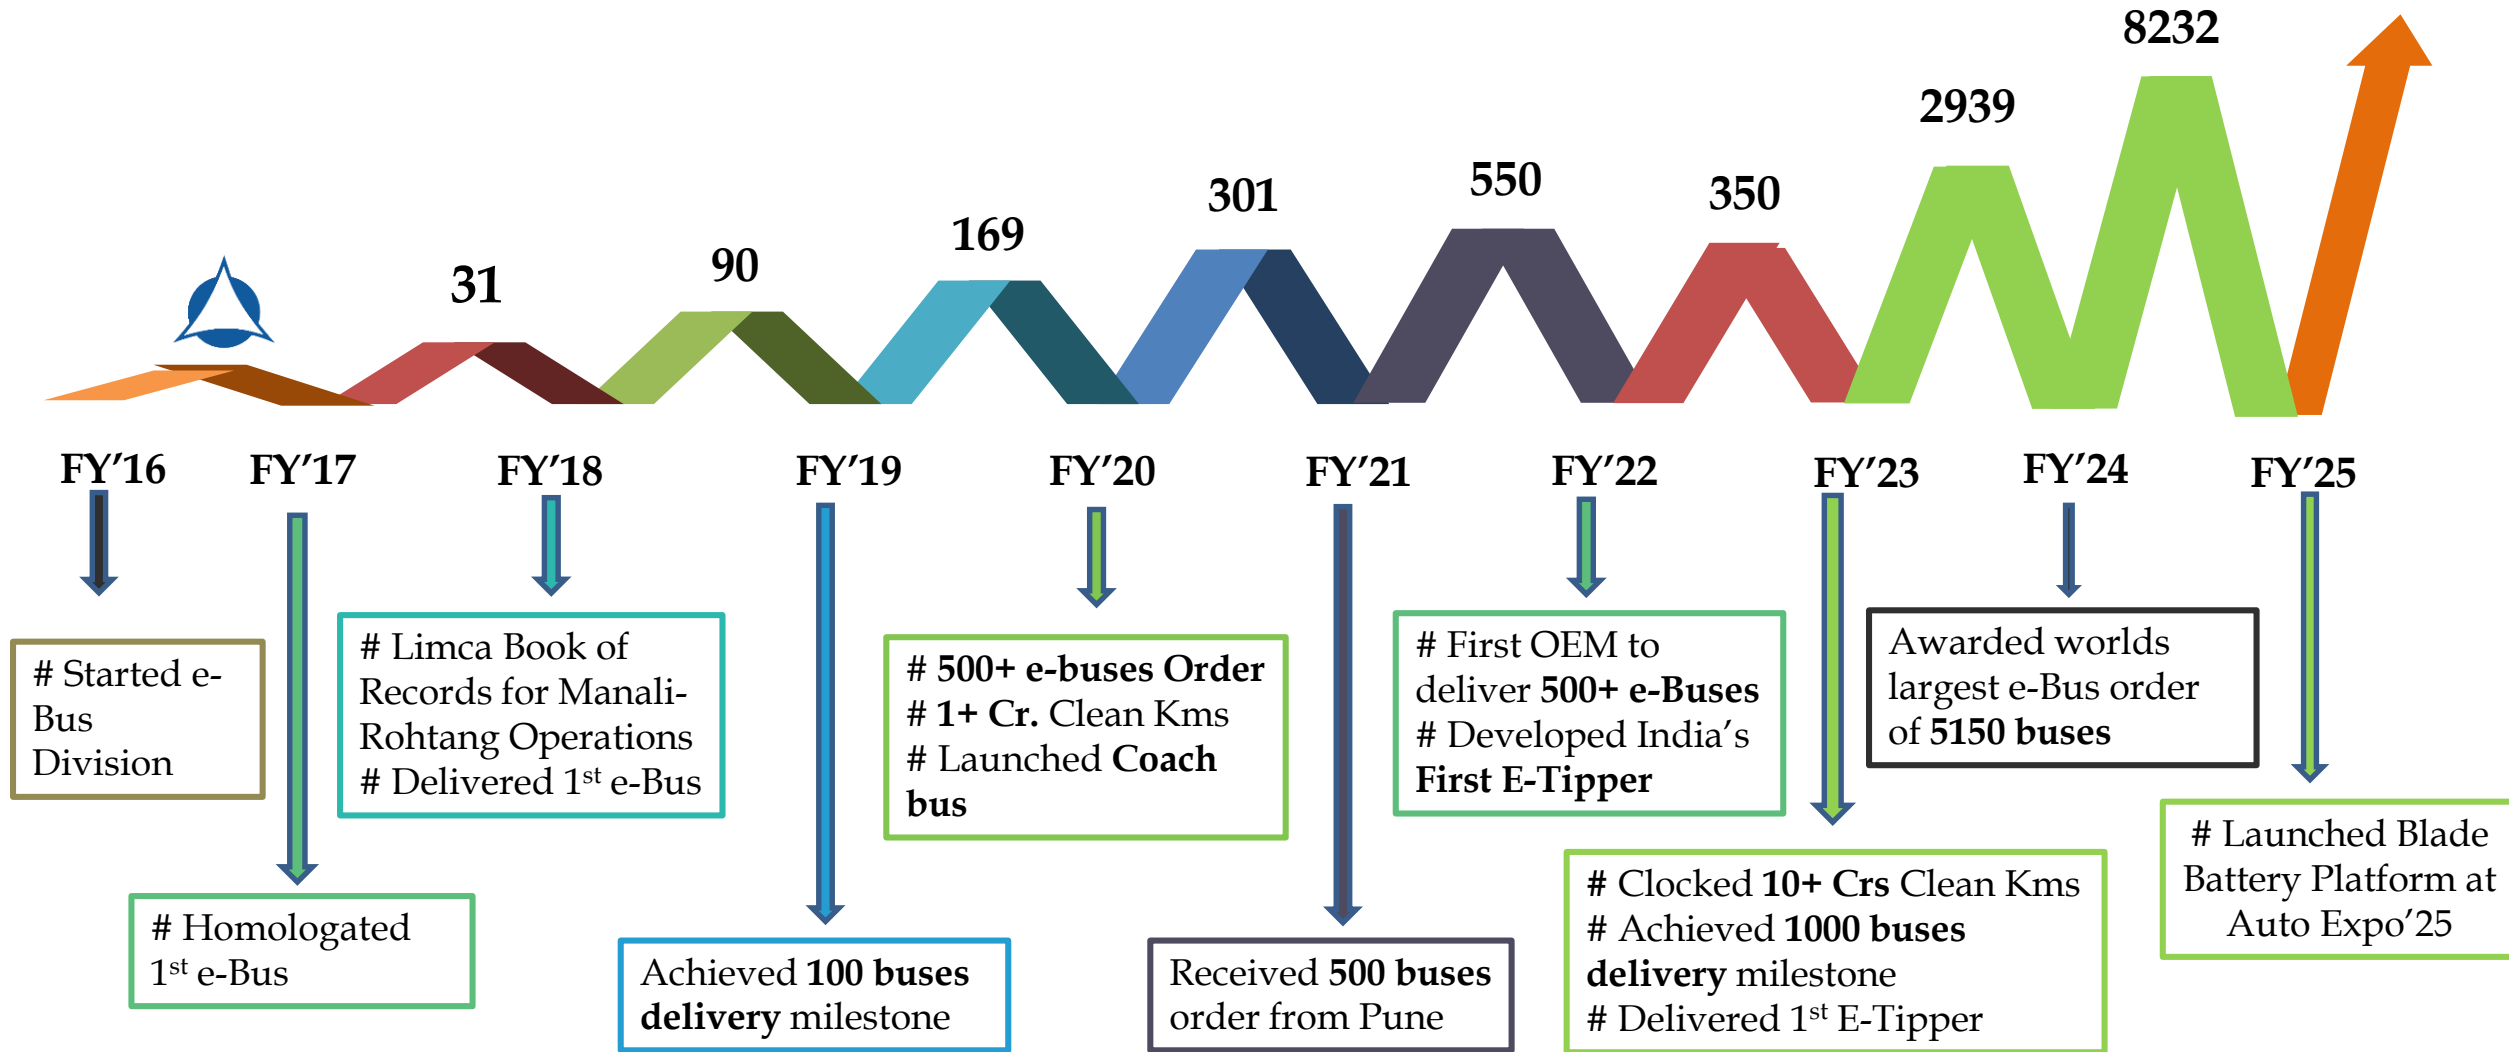 8232
2939
550
350
301
169
90
31
FY’16
FY’17
FY’18
FY’19
FY’20
FY’21
FY’22
FY’23
FY’24
FY’25
# Started e-
Bus
Division
# Homologated
1st e-Bus
# Limca Book of
Records for Manali-
Rohtang Operations
# Delivered 1st e-Bus
Achieved 100 buses
delivery milestone
# 500+ e-buses Order
# 1+ Cr. Clean Kms
# Launched Coach
bus
Received 500 buses
order from Pune
# First OEM to
deliver 500+ e-Buses
# Developed India’s
First E-Tipper
# Clocked 10+ Crs Clean Kms
# Achieved 1000 buses
delivery milestone
# Delivered 1st E-Tipper
Awarded worlds
largest e-Bus order
of 5150 buses
# Launched Blade
Battery Platform at
Auto Expo’25